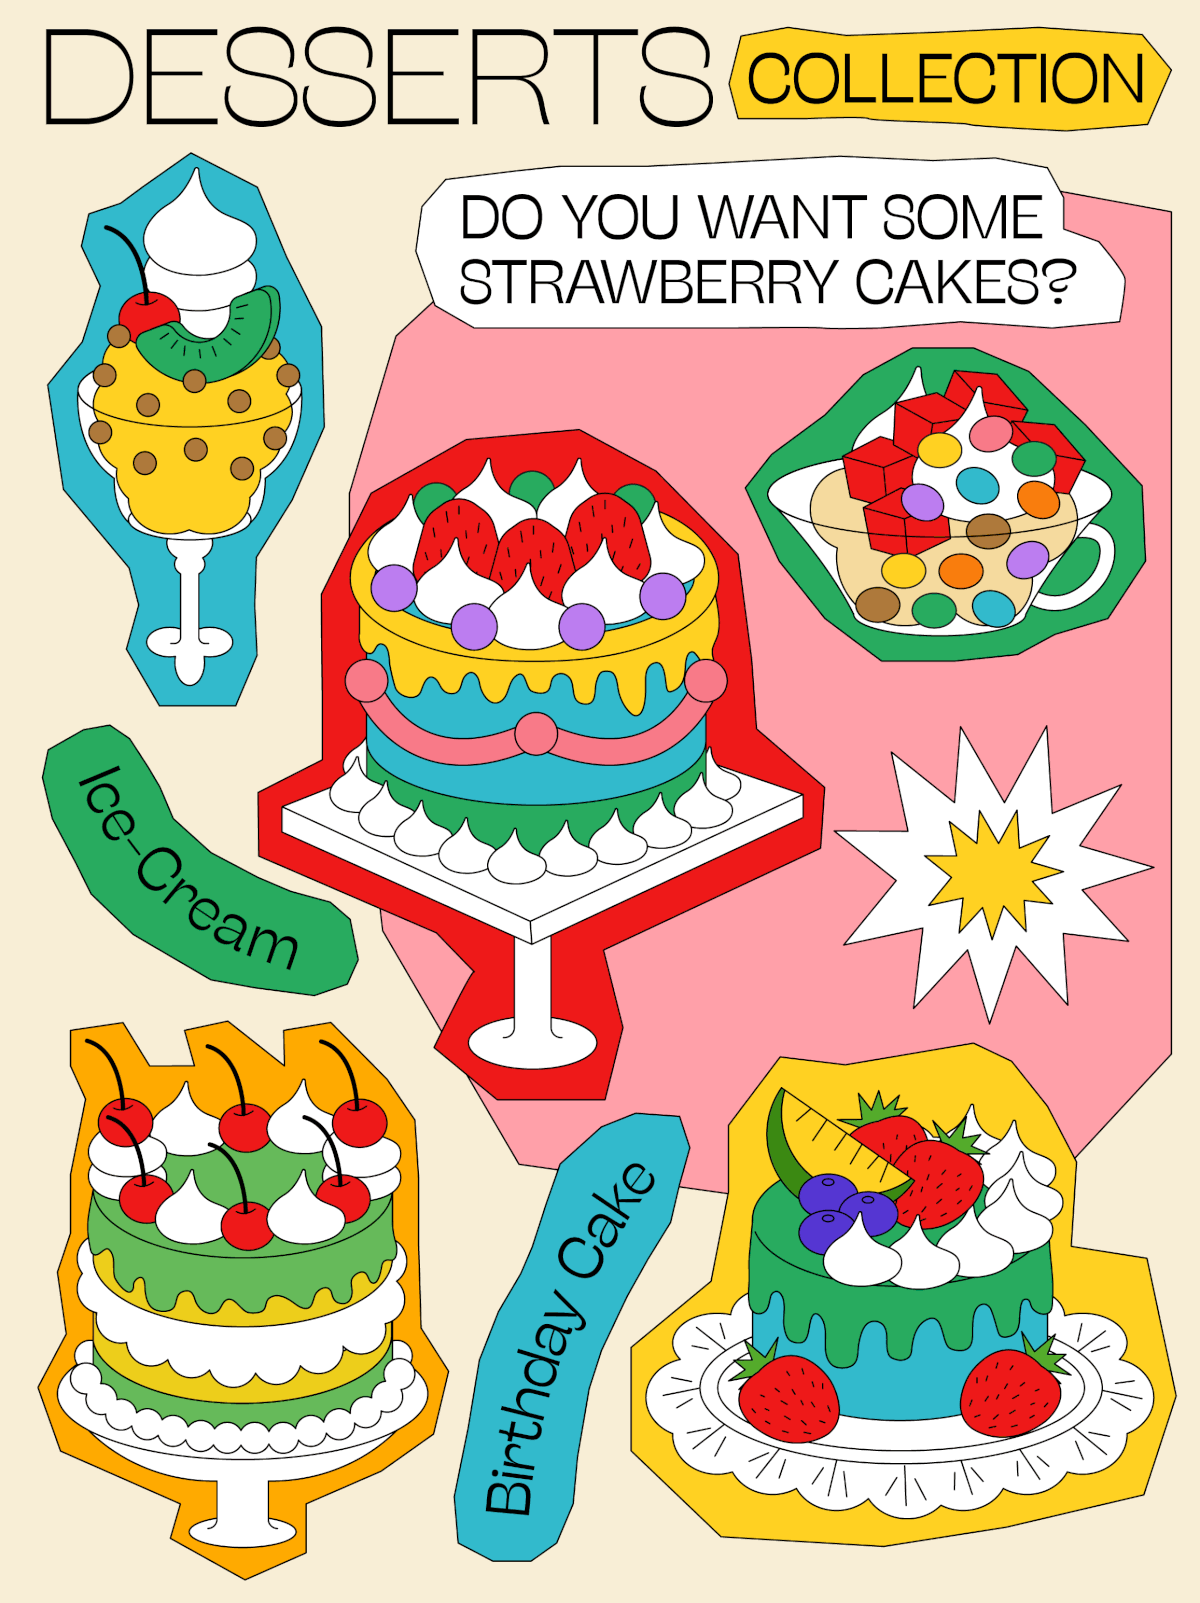 DESSERTS COLLECTION
DO YOU WANT SOME
STRAWBERRY CAKES?
Ice-Cream
Birthday Cake